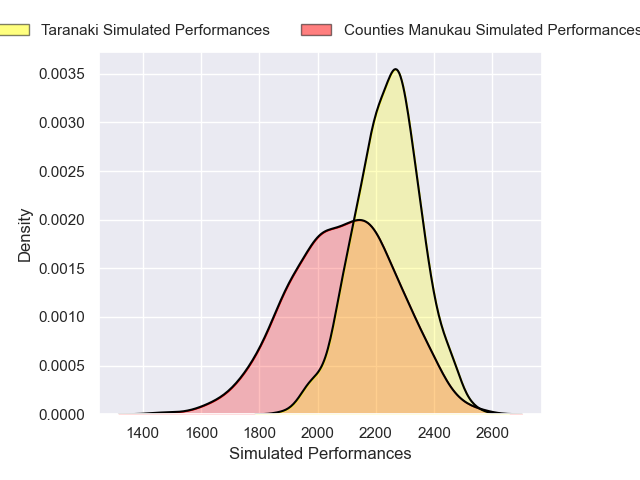 Taranaki Simulated Performances
Counties Manukau Simulated Performances
0.0035
0.0030
0.0025
0.0020
0.0015
0.0010
0.0005
0.0000
Density
1400 1600 1800 2000 2200 2400 2600
Simulated Performances